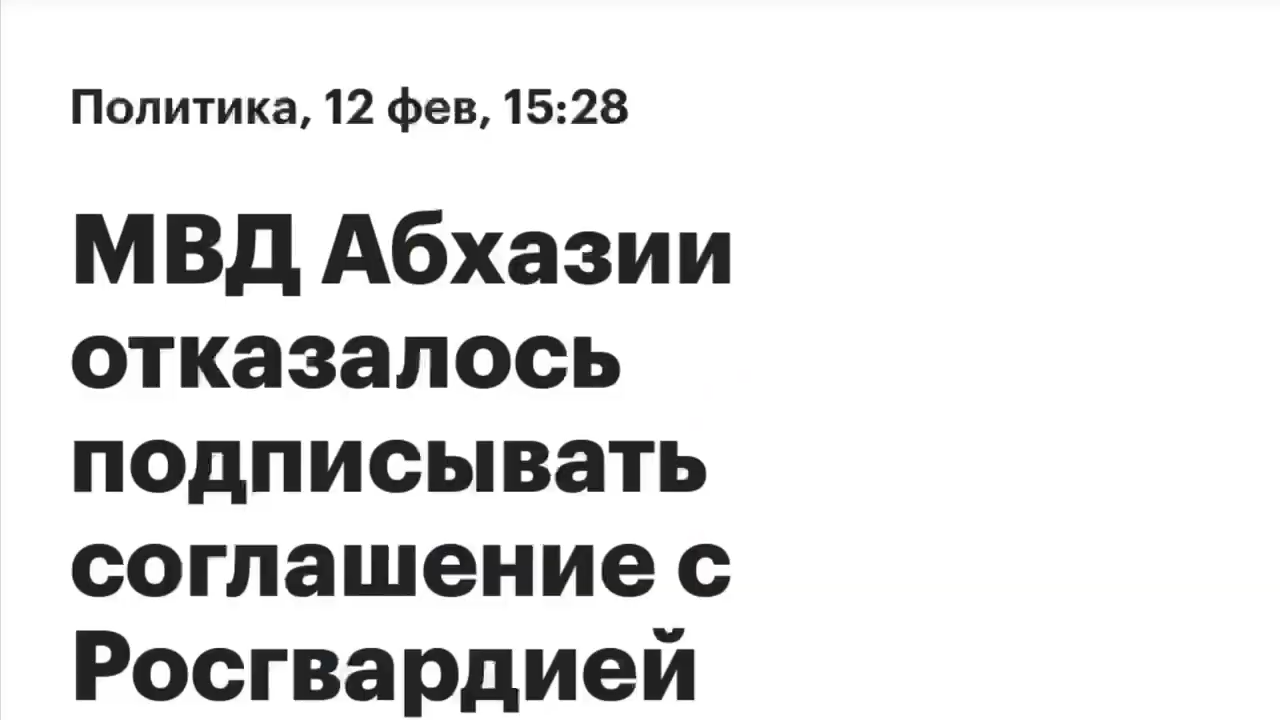 Политика, 12 фев, 15:28
МВД Абхазии
отказалось
подписывать
соглашение с
Росгвардией